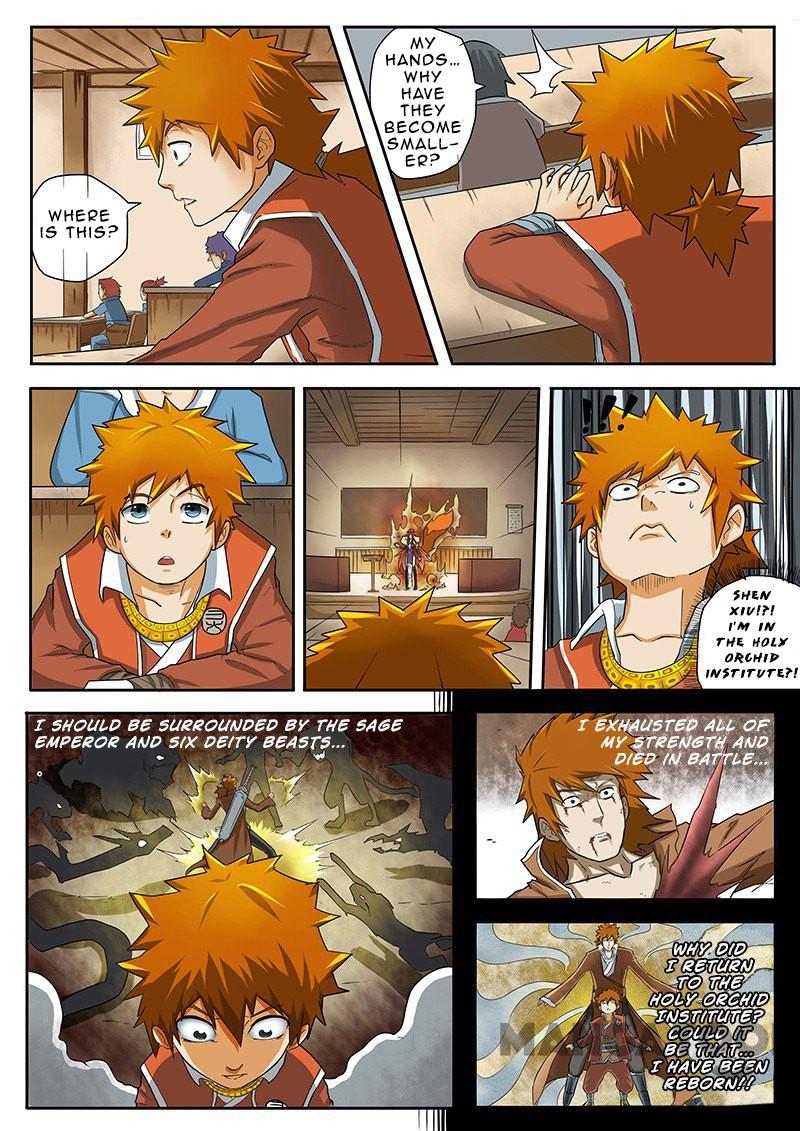 WHERE
IS THIS?
MY
HANDS...
WHY
HAVE
THEY
BECOME
SMALL-
ER?
!!!
SHEN
XIU!?!
I'M IN
THE HOLY
ORCHID
INSTITUTE?!
I SHOULD BE SURROUNDED BY THE SAGE
EMPEROR AND SIX DEITY BEASTS...
I EXHAUSTED ALL OF
MY STRENGTH AND
DIED IN BATTLE...
WHY DID
I RETURN
TO THE
HOLY ORCHID
INSTITUTE?
COULD IT
BE THAT...
I HAVE BEEN
REBORN!!